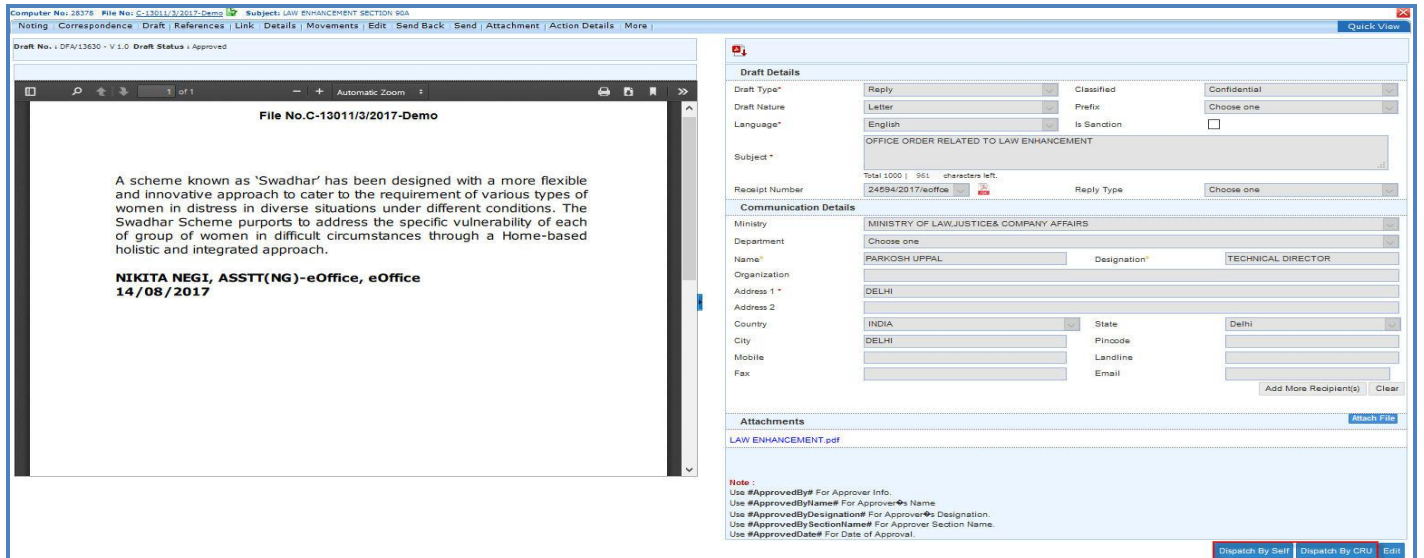 Computer No: 28376 File No: C-13011/3/2017-Demo Subject: LAW ENHANCEMENT SECTION 90A
Noting Correspondence Draft References Link Details Movements Edit Send Back Send Attachment Action Details More Quick View
Draft No. : DFA/13630 - V 1.0 Draft Status : Approved
1 of 1 Automatic Zoom
File No.C-13011/3/2017-Demo
A scheme known as ‘Swadhar’ has been designed with a more flexible
and innovative approach to cater to the requirement of various types of
women in distress in diverse situations under different conditions. The
Swadhar Scheme purports to address the specific vulnerability of each
of group of women in difficult circumstances through a Home-based
holistic and integrated approach.
NIKITA NEGI, ASSTT(NG)-eOffice, eOffice
14/08/2017
Draft Details
Draft Type* Reply Classified Confidential
Draft Nature Letter Prefix Choose one
Language* English Is Sanction
Subject * OFFICE ORDER RELATED TO LAW ENHANCEMENT
Total 1000 | 961 characters left.
Receipt Number 24594/2017/eoffce Reply Type Choose one
Communication Details
Ministry MINISTRY OF LAW,JUSTICE& COMPANY AFFAIRS
Department Choose one
Name* PARKOSH UPPAL Designation* TECHNICAL DIRECTOR
Organization
Address 1 * DELHI
Address 2
Country INDIA State Delhi
City DELHI Pincode
Mobile Landline
Fax Email
Add More Recipient(s) Clear
Attachments Attach File
LAW ENHANCEMENT.pdf
Note :
Use #ApprovedBy# For Approver Info.
Use #ApprovedByName# For Approver�s Name
Use #ApprovedByDesignation# For Approver�s Designation.
Use #ApprovedBySectionName# For Approver Section Name.
Use #ApprovedDate# For Date of Approval.
Dispatch By Self Dispatch By CRU Edit